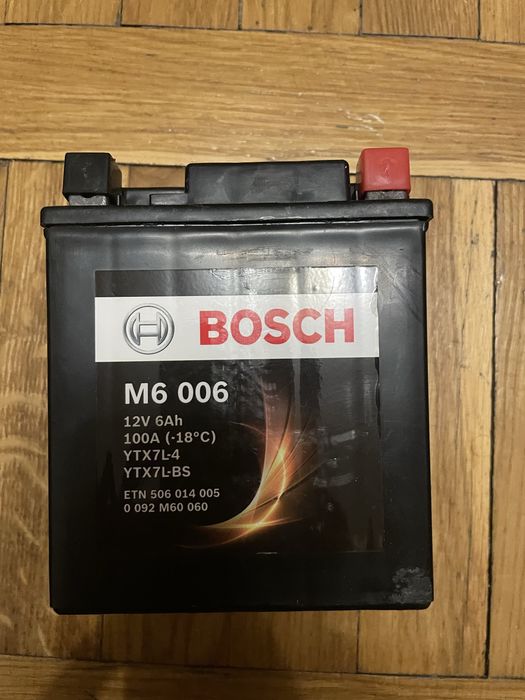 BOSCH
M6 006
12V 6Ah
100A (-18°C)
YTX7L-4
YTX7L-BS
ETN 506 014 005
0 092 M60 060